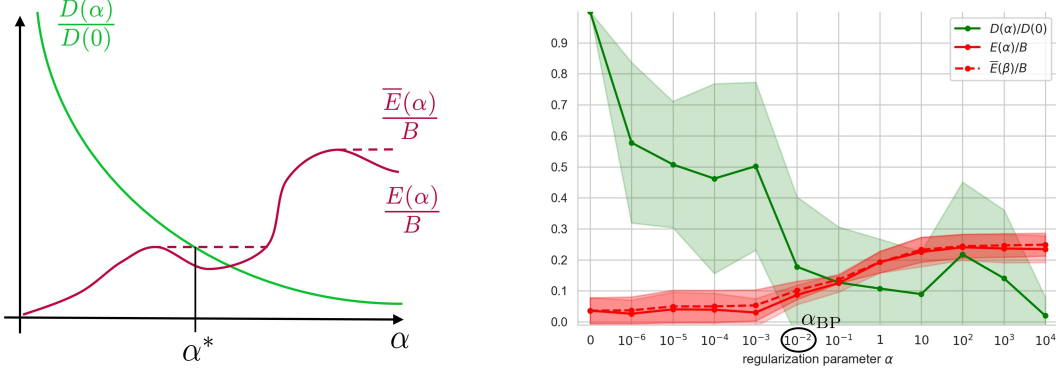 D(α)
D(0)
E̅(α)
B
E(α)
B
α*
α
0.9
0.8
0.7
0.6
0.5
0.4
0.3
0.2
0.1
0.0
D(α)/D(0)
E(α)/B
E̅(β)/B
α_BP
0 10⁻⁶ 10⁻⁵ 10⁻⁴ 10⁻³ 10⁻² 10⁻¹ 1 10 10² 10³ 10⁴
regularization parameter α